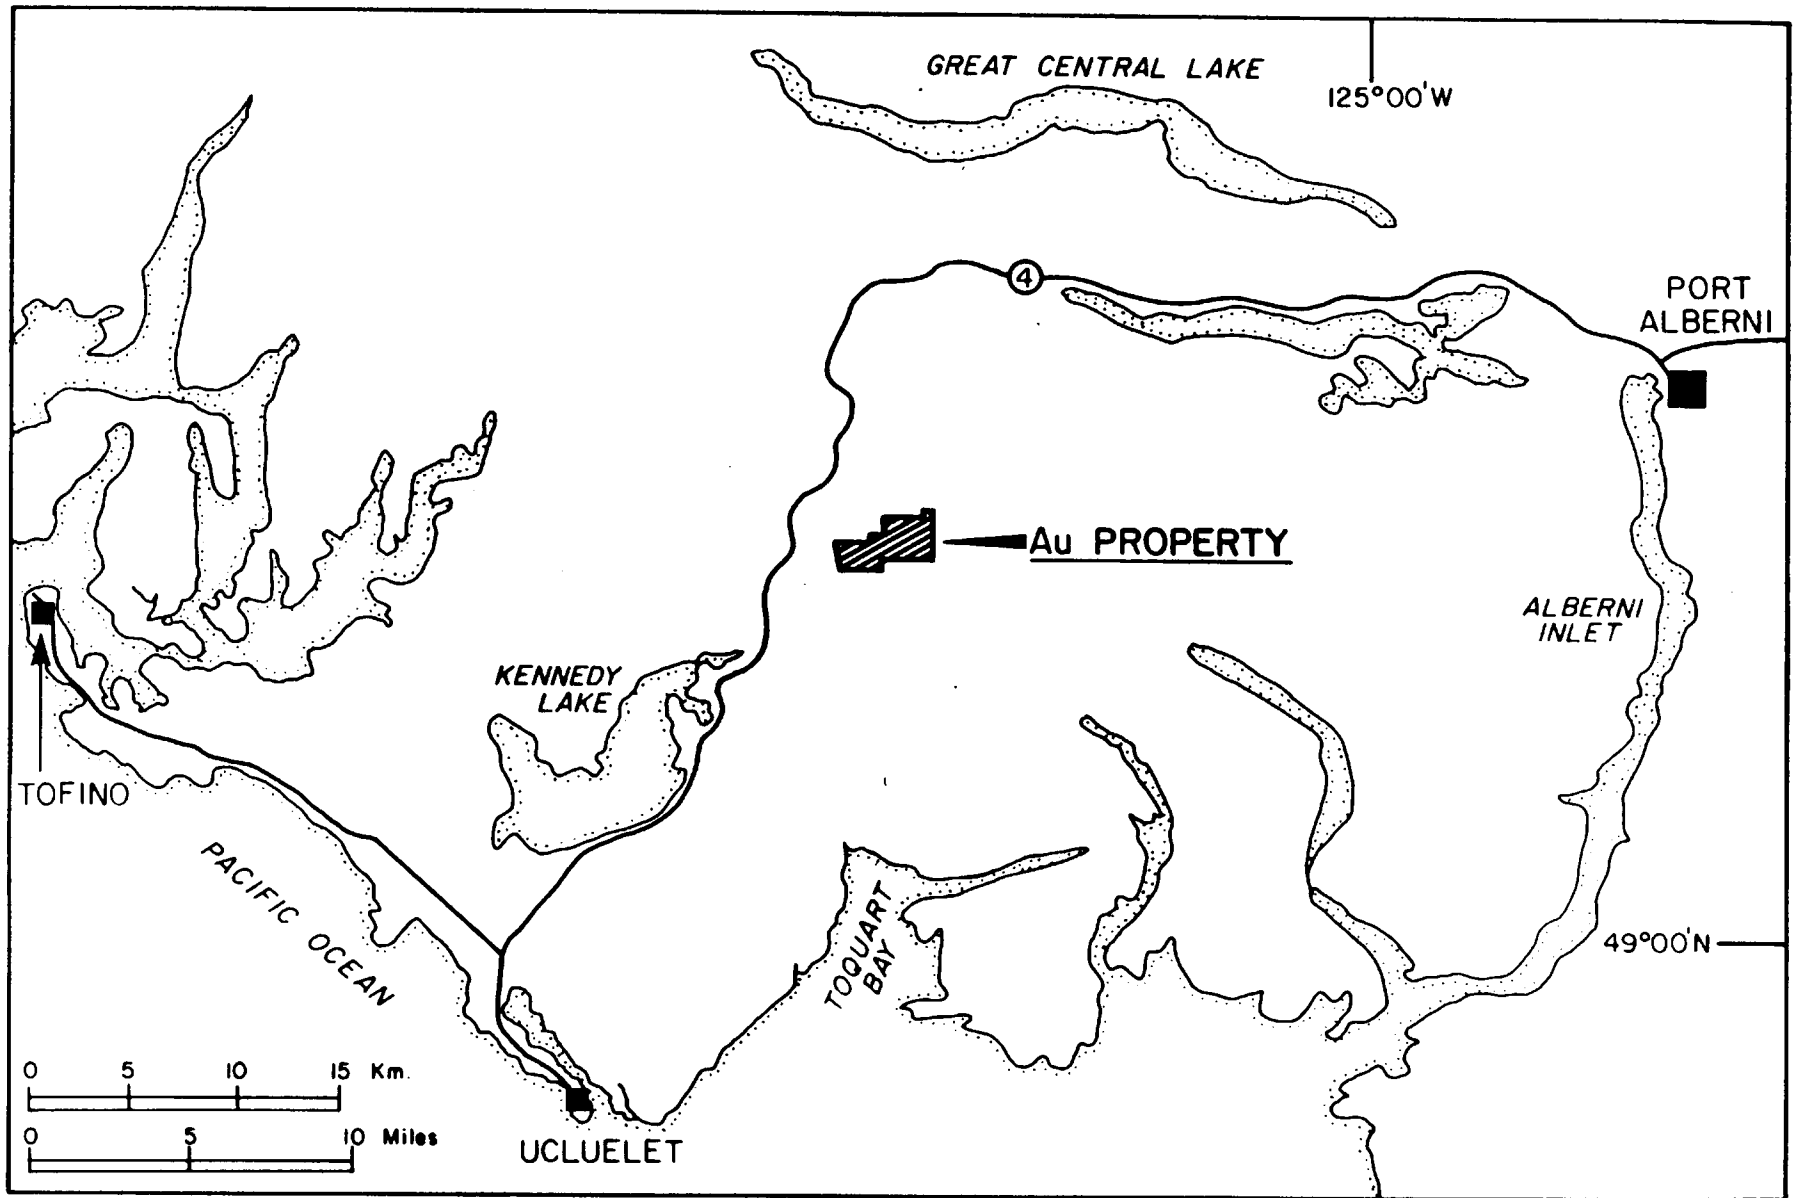 GREAT CENTRAL LAKE
125°00'W
4
PORT
ALBERNI
Au PROPERTY
ALBERNI
INLET
KENNEDY
LAKE
TOFINO
PACIFIC OCEAN
TOQUART
BAY
49°00'N
0 5 10 15 Km.
0 5 10 Miles
UCLUELET